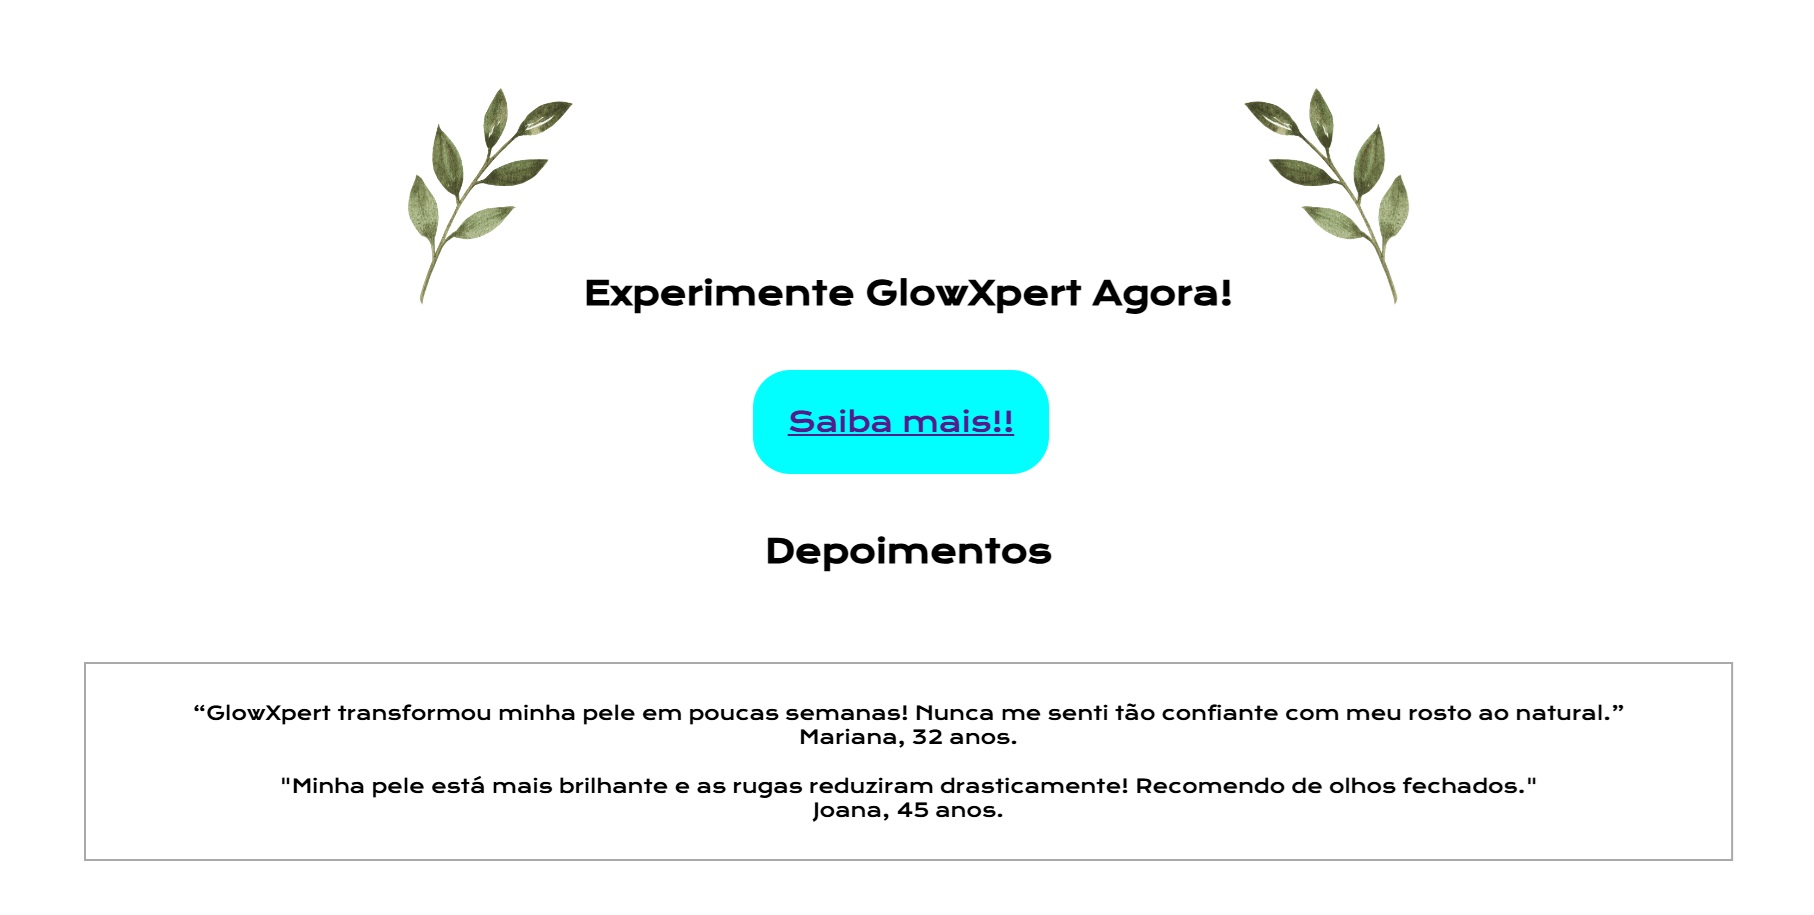 Experimente GlowXpert Agora!
Saiba mais!!
Depoimentos
“GlowXpert transformou minha pele em poucas semanas! Nunca me senti tão confiante com meu rosto ao natural.”
Mariana, 32 anos.
"Minha pele está mais brilhante e as rugas reduziram drasticamente! Recomendo de olhos fechados."
Joana, 45 anos.